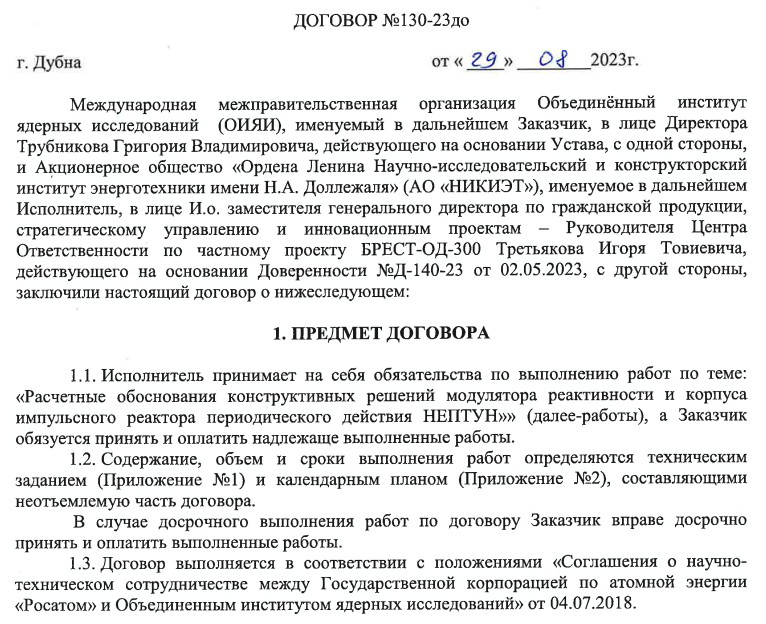 ДОГОВОР №130-23до
г. Дубна от « 29 » 08 2023г.
Международная межправительственная организация Объединённый институт
ядерных исследований (ОИЯИ), именуемый в дальнейшем Заказчик, в лице Директора
Трубникова Григория Владимировича, действующего на основании Устава, с одной стороны,
и Акционерное общество «Ордена Ленина Научно-исследовательский и конструкторский
институт энерготехники имени Н.А. Доллежаля» (АО «НИКИЭТ»), именуемое в дальнейшем
Исполнитель, в лице И.о. заместителя генерального директора по гражданской продукции,
стратегическому управлению и инновационным проектам – Руководителя Центра
Ответственности по частному проекту БРЕСТ-ОД-300 Третьякова Игоря Товиевича,
действующего на основании Доверенности №Д-140-23 от 02.05.2023, с другой стороны,
заключили настоящий договор о нижеследующем:
1. ПРЕДМЕТ ДОГОВОРА
1.1. Исполнитель принимает на себя обязательства по выполнению работ по теме:
«Расчетные обоснования конструктивных решений модулятора реактивности и корпуса
импульсного реактора периодического действия НЕПТУН»» (далее-работы), а Заказчик
обязуется принять и оплатить надлежаще выполненные работы.
1.2. Содержание, объем и сроки выполнения работ определяются техническим
заданием (Приложение №1) и календарным планом (Приложение №2), составляющими
неотъемлемую часть договора.
В случае досрочного выполнения работ по договору Заказчик вправе досрочно
принять и оплатить выполненные работы.
1.3. Договор выполняется в соответствии с положениями «Соглашения о научно-
техническом сотрудничестве между Государственной корпорацией по атомной энергии
«Росатом» и Объединенным институтом ядерных исследований» от 04.07.2018.